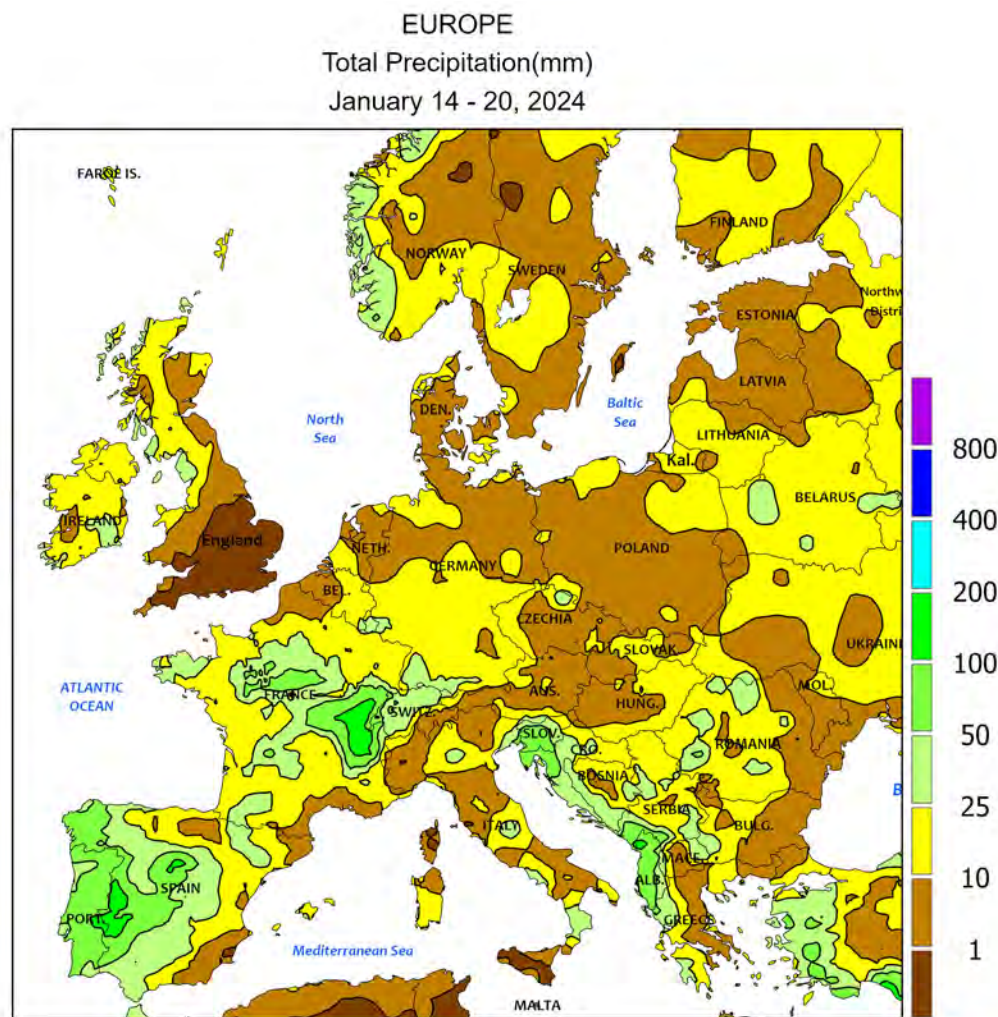 EUROPE
Total Precipitation(mm)
January 14 - 20, 2024
FAROE IS.
FINLAND
NORWAY
SWEDEN
Northw
Distri
ESTONIA
LATVIA
DEN.
North
Sea
Baltic
Sea
LITHUANIA
Kal.
BELARUS
800
400
200
100
50
25
10
1
IRELAND
England
NETH.
GERMANY
POLAND
BEL.
CZECHIA
SLOVAK.
UKRAINE
ATLANTIC
OCEAN
FRANCE
SWITZ.
AUS.
HUNG.
MOL.
SLOV.
CRO.
ROMANIA
BOSNIA
B
ITALY
SERBIA
BULG.
MACE.
SPAIN
ALB.
PORT.
GREECE
Mediterranean Sea
MALTA